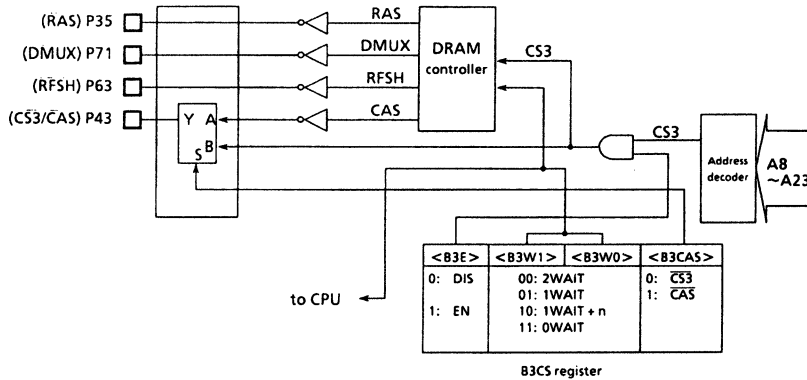 (RAS) P35
RAS
(DMUX) P71
DMUX
DRAM
controller
CS3
(RFSH) P63
RFSH
(CS3/CAS) P43
Y A
CAS
B
S
CS3
Address
decoder
A8
~A23
<B3E> <B3W1> <B3W0> <B3CAS>
0: DIS 00: 2WAIT 0: CS3
01: 1WAIT 1: CAS
1: EN 10: 1WAIT + n
11: 0WAIT
to CPU
B3CS register